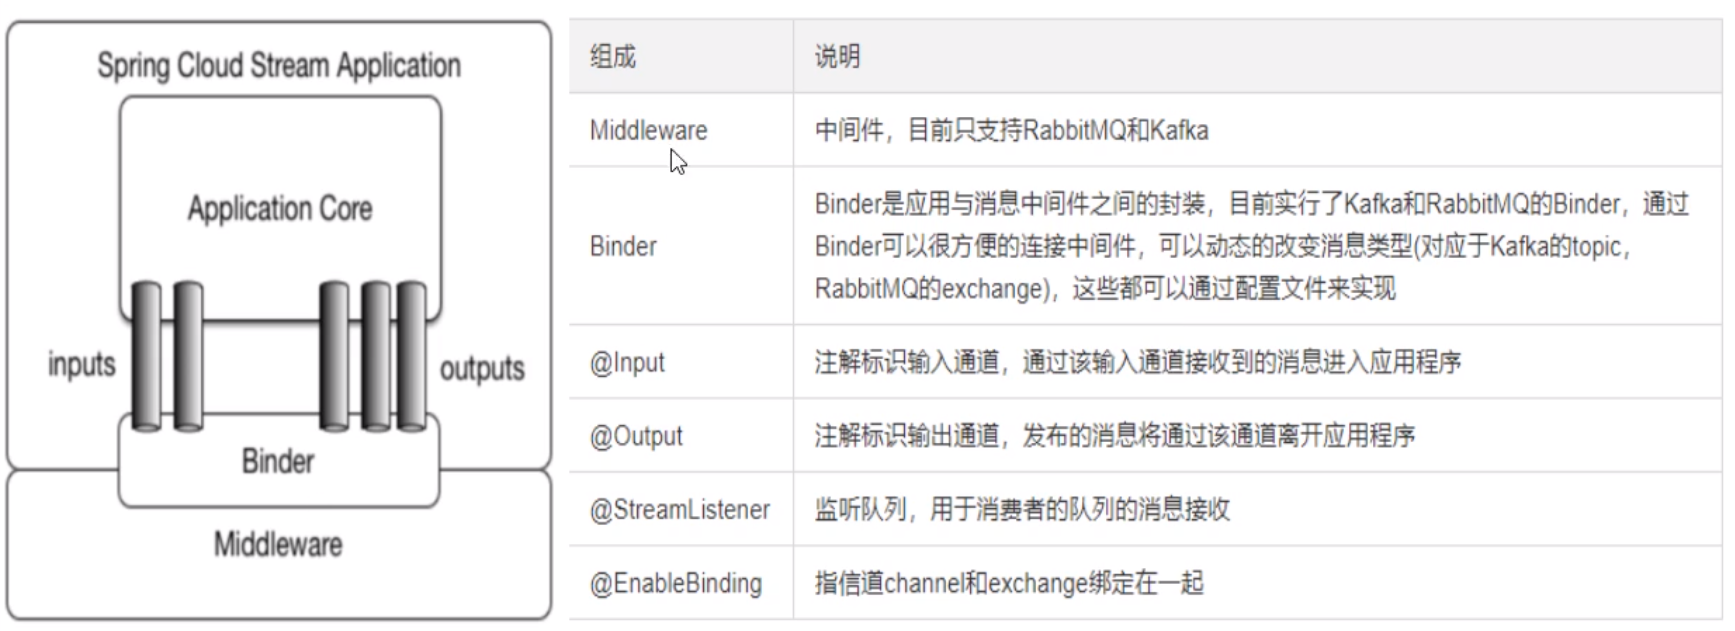 Spring Cloud Stream Application
Application Core
inputs
outputs
Binder
Middleware
组成
说明
Middleware
中间件，目前只支持RabbitMQ和Kafka
Binder
Binder是应用与消息中间件之间的封装，目前实行了Kafka和RabbitMQ的Binder，通过
Binder可以很方便的连接中间件，可以动态的改变消息类型(对应于Kafka的topic，
RabbitMQ的exchange)，这些都可以通过配置文件来实现
@Input
注解标识输入通道，通过该输入通道接收到的消息进入应用程序
@Output
注解标识输出通道，发布的消息将通过该通道离开应用程序
@StreamListener
监听队列，用于消费者的队列的消息接收
@EnableBinding
指信道channel和exchange绑定在一起